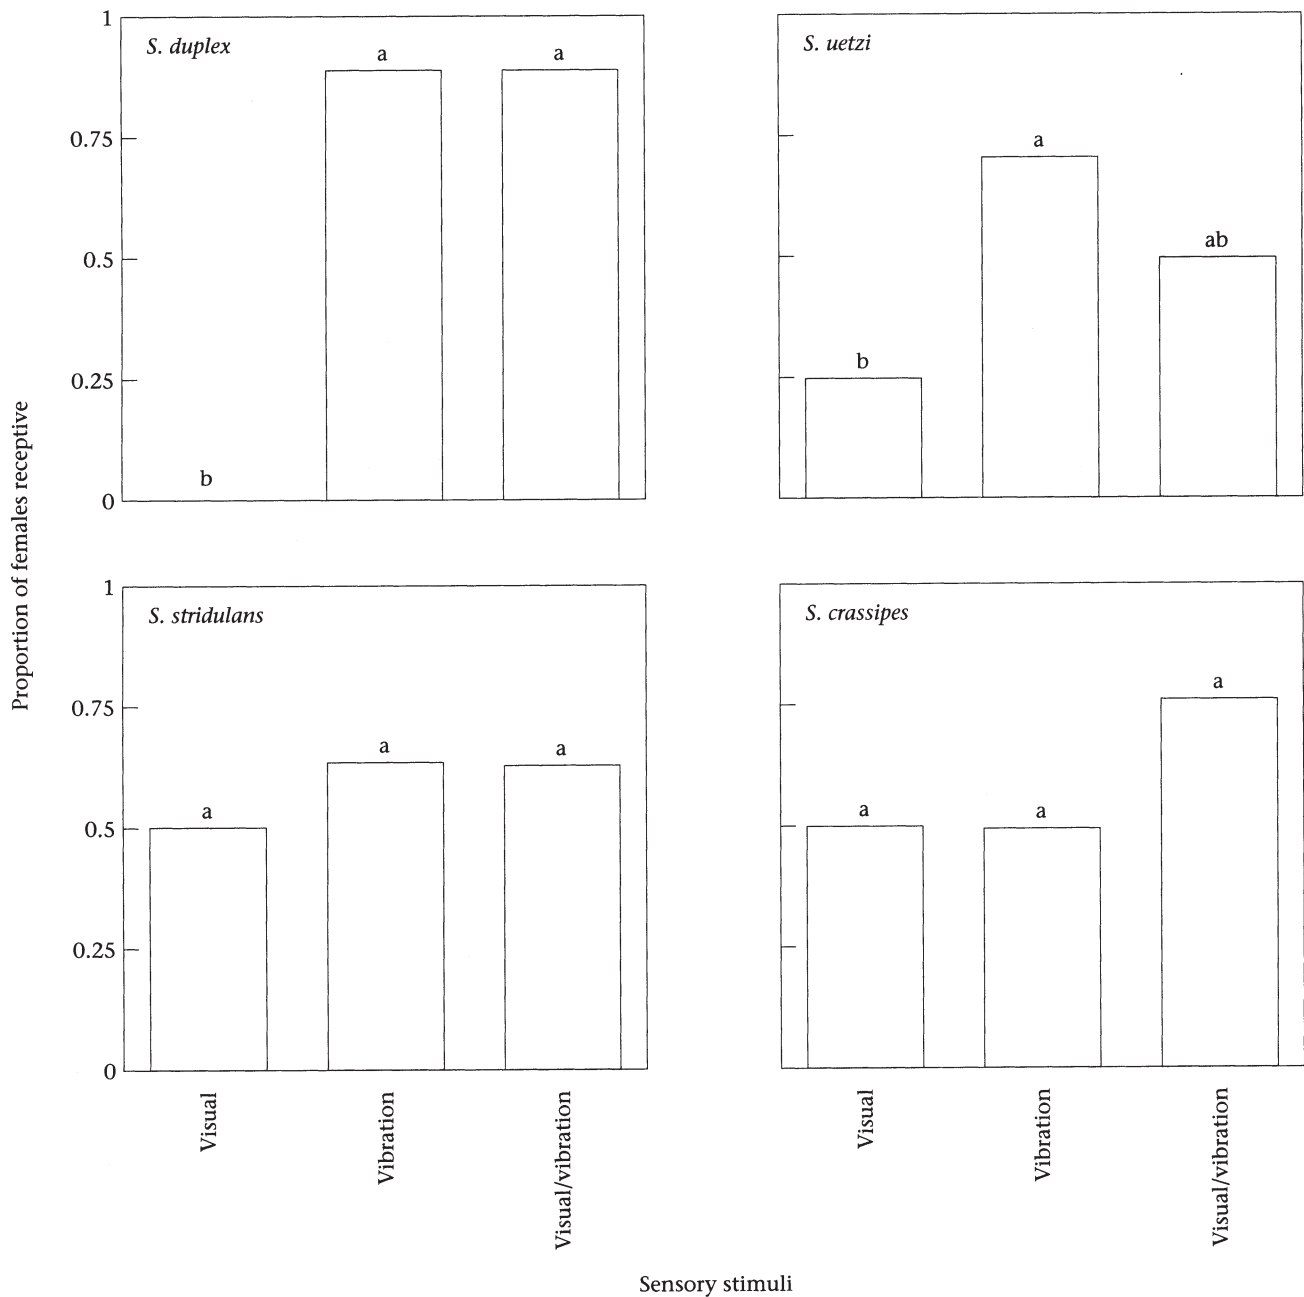 Proportion of females receptive
1
0.75
0.5
0.25
0
S. duplex
b
a
a
S. uetzi
b
a
ab
1
0.75
0.5
0.25
0
S. stridulans
a
a
a
S. crassipes
a
a
a
Visual
Vibration
Visual/vibration
Visual
Vibration
Visual/vibration
Sensory stimuli